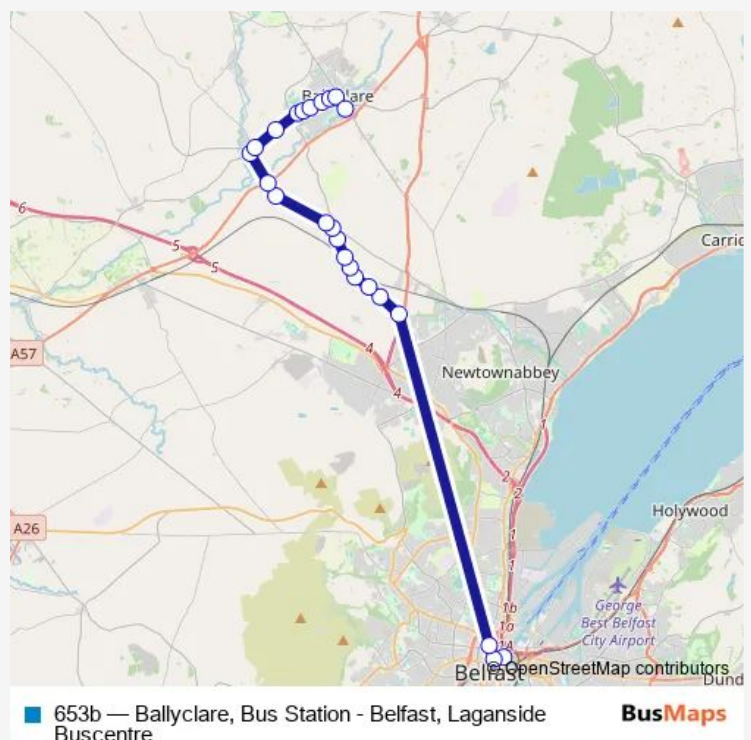 Ballyclare
6
5
5
Carric
A57
4
4
Newtownabbey
1
2
2
A26
Holywood
1
1
1b
1a
1A
George
Best Belfast
City Airport
Belfast
© OpenStreetMap contributors
Dund
653b — Ballyclare, Bus Station - Belfast, Laganside
Buscentre
BusMaps